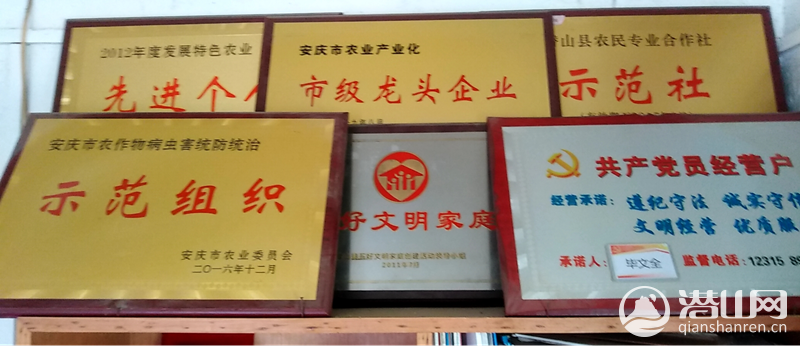 2012年度发展特色农业
先进个
安庆市农业产业化
市级龙头企业
山县农民专业合作社
示范社
安庆市农作物病虫害统防统治
示范组织
安庆市农业委员会
二〇一六年十二月
好文明家庭
共产党员经营户
经营承诺：遵纪守法 诚实守
文明经营 优质服
承诺人：毕文全
监督电话：12315
潜山网
qianshanren.cn